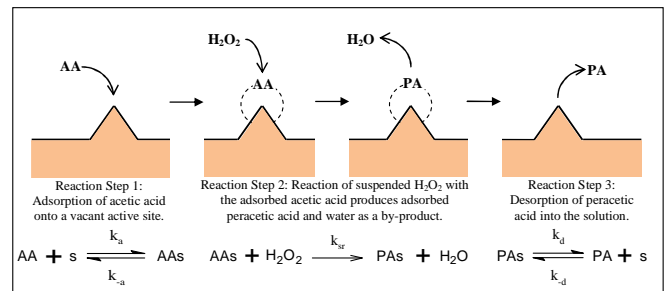 H₂O₂
H₂O
AA
AA
PA
PA
Reaction Step 1:
Adsorption of acetic acid
onto a vacant active site.
Reaction Step 2: Reaction of suspended H₂O₂ with
the adsorbed acetic acid produces adsorbed
peracetic acid and water as a by-product.
Reaction Step 3:
Desorption of peracetic
acid into the solution.
kₐ
AA + s ⇌ AAs
k₋ₐ
kₛᵣ
AAs + H₂O₂ → PAs + H₂O
k_d
PAs ⇌ PA + s
k_-d